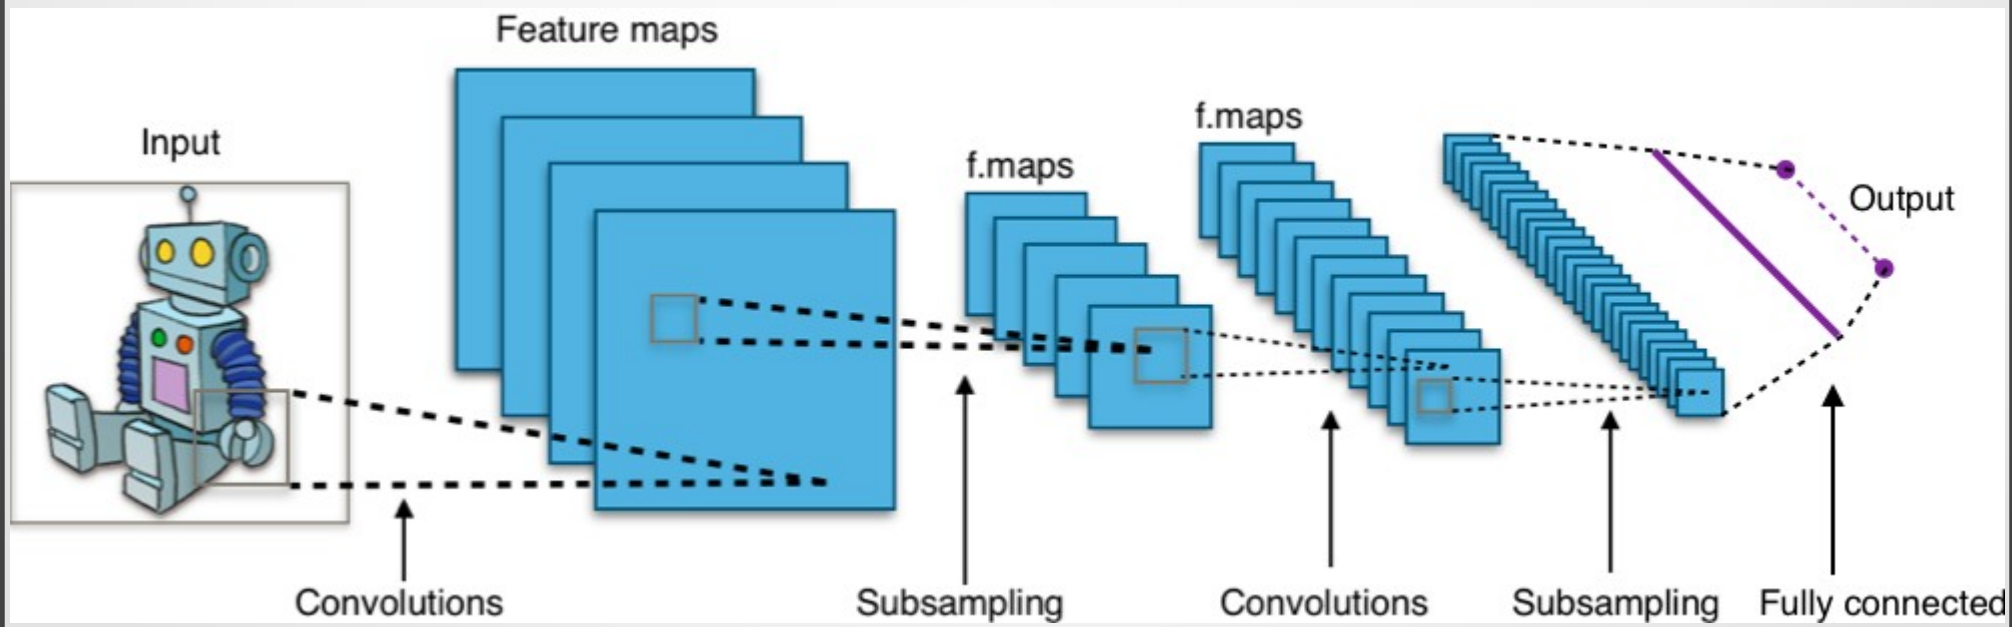 Feature maps
Input
f.maps
f.maps
Output
Convolutions
Subsampling
Convolutions
Subsampling
Fully connected